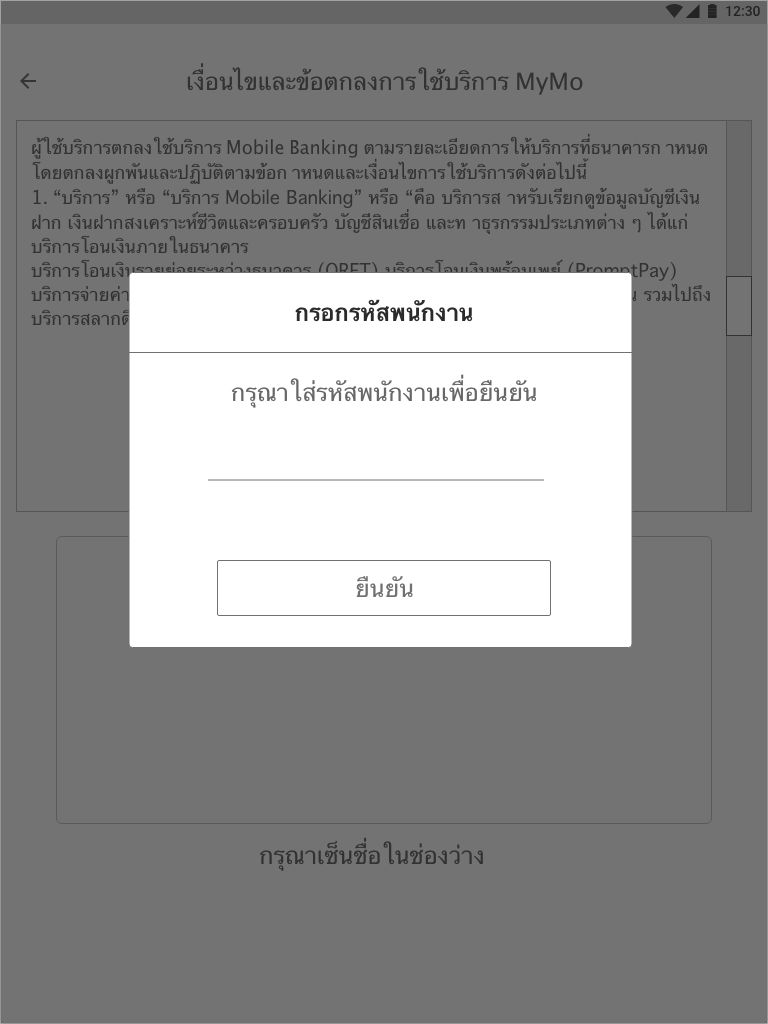 12:30
เงื่อนไขและข้อตกลงการใช้บริการ MyMo
ผู้ใช้บริการตกลงใช้บริการ Mobile Banking ตามรายละเอียดการให้บริการที่ธนาคารก าหนด
โดยตกลงผูกพันและปฏิบัติตามข้อก าหนดและเงื่อนไขการใช้บริการดังต่อไปนี้
1. “บริการ” หรือ “บริการ Mobile Banking” หรือ “คือ บริการส าหรับเรียกดูข้อมูลบัญชีเงิน
ฝาก เงินฝากสงเคราะห์ชีวิตและครอบครัว บัญชีสินเชื่อ และท าธุรกรรมประเภทต่าง ๆ ได้แก่
บริการโอนเงินภายในธนาคาร
บริการโอนเงินรายย่อยระหว่างธนาคาร (ORFT) บริการโอนเงินพร้อมเพย์ (PromptPay)
บริการจ่ายค่า รวมไปถึง
บริการสลาก
กรอกรหัสพนักงาน
กรุณาใส่รหัสพนักงานเพื่อยืนยัน
ยืนยัน
กรุณาเซ็นชื่อในช่องว่าง